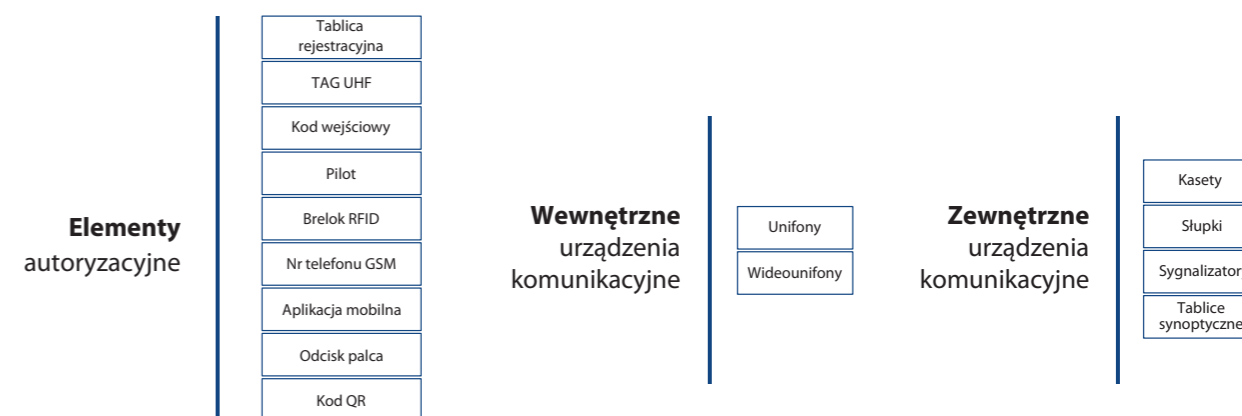 Elementy
autoryzacyjne
Tablica
rejestracyjna
TAG UHF
Kod wejściowy
Pilot
Brelok RFID
Nr telefonu GSM
Aplikacja mobilna
Odcisk palca
Kod QR
Wewnętrzne
urządzenia
komunikacyjne
Unifony
Wideounifony
Zewnętrzne
urządzenia
komunikacyjne
Kasety
Słupki
Sygnalizator
Tablice
synoptyczne